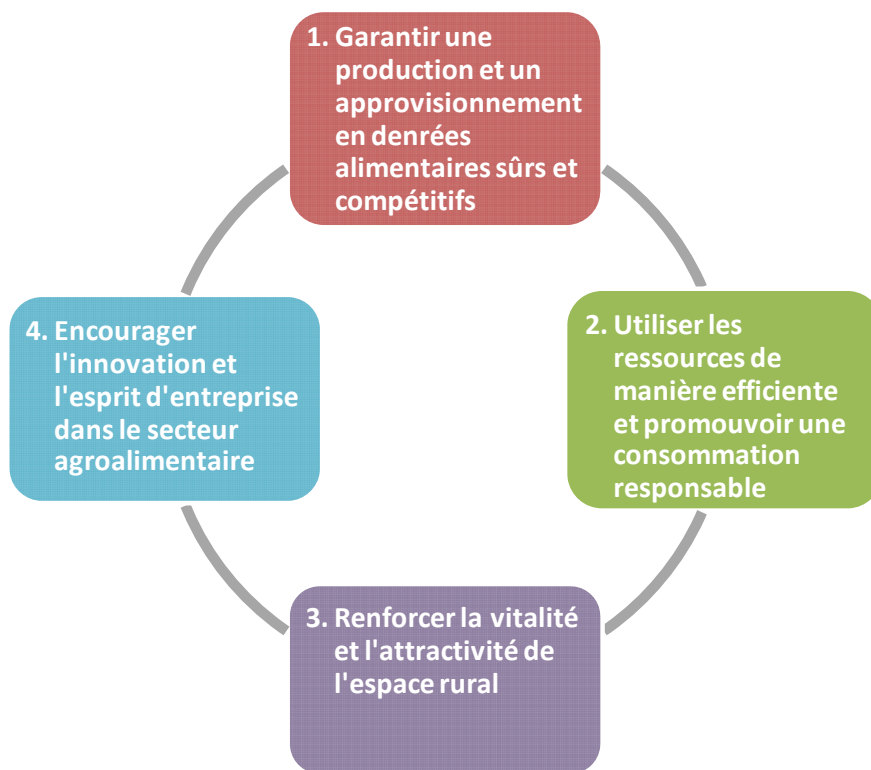 1. Garantir une
production et un
approvisionnement
en denrées
alimentaires sûrs et
compétitifs
2. Utiliser les
ressources de
manière efficiente
et promouvoir une
consommation
responsable
3. Renforcer la vitalité
et l'attractivité de
l'espace rural
4. Encourager
l'innovation et
l'esprit d'entreprise
dans le secteur
agroalimentaire